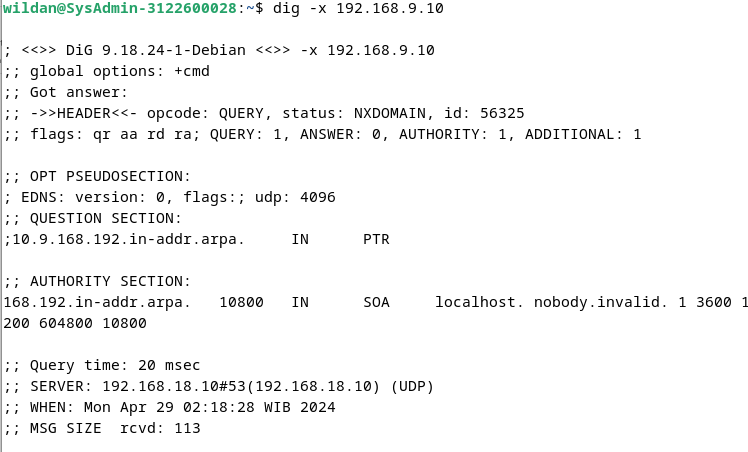 wildan@SysAdmin-3122600028:~$ dig -x 192.168.9.10

; <<>> DiG 9.18.24-1-Debian <<>> -x 192.168.9.10
;; global options: +cmd
;; Got answer:
;; ->>HEADER<<- opcode: QUERY, status: NXDOMAIN, id: 56325
;; flags: qr aa rd ra; QUERY: 1, ANSWER: 0, AUTHORITY: 1, ADDITIONAL: 1

;; OPT PSEUDOSECTION:
; EDNS: version: 0, flags:; udp: 4096
;; QUESTION SECTION:
;10.9.168.192.in-addr.arpa.     IN      PTR

;; AUTHORITY SECTION:
168.192.in-addr.arpa.   10800   IN      SOA     localhost. nobody.invalid. 1 3600 1
200 604800 10800

;; Query time: 20 msec
;; SERVER: 192.168.18.10#53(192.168.18.10) (UDP)
;; WHEN: Mon Apr 29 02:18:28 WIB 2024
;; MSG SIZE  rcvd: 113